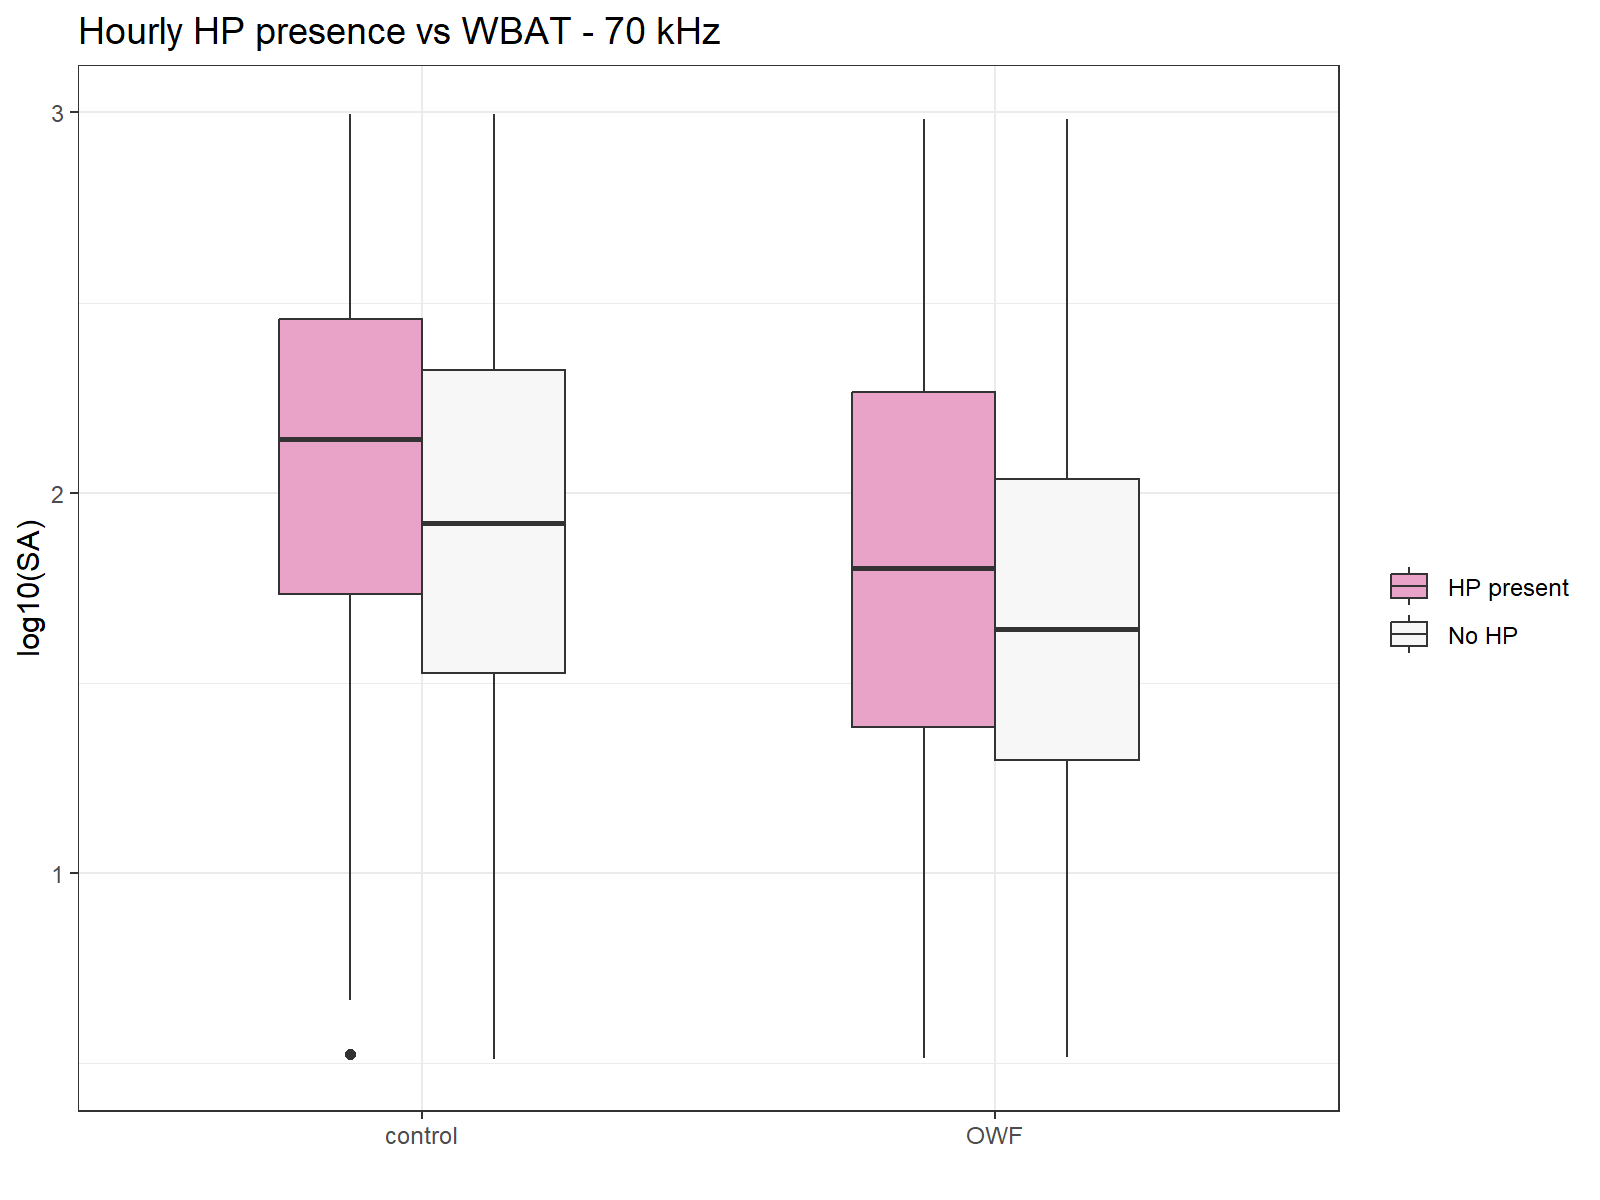 Hourly HP presence vs WBAT - 70 kHz
log10(SA)
3
2
1
control
OWF
HP present
No HP